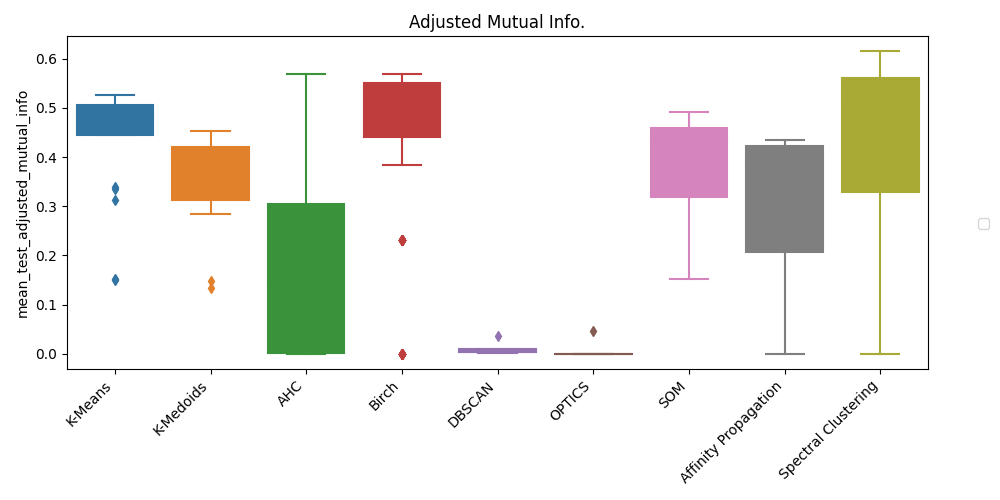 Adjusted Mutual Info.
mean_test_adjusted_mutual_info
0.6
0.5
0.4
0.3
0.2
0.1
0.0
K-Means
K-Medoids
AHC
Birch
DBSCAN
OPTICS
SOM
Affinity Propagation
Spectral Clustering